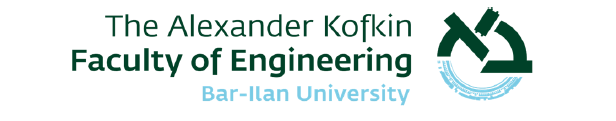 The Alexander Kofkin
Faculty of Engineering
Bar-Ilan University